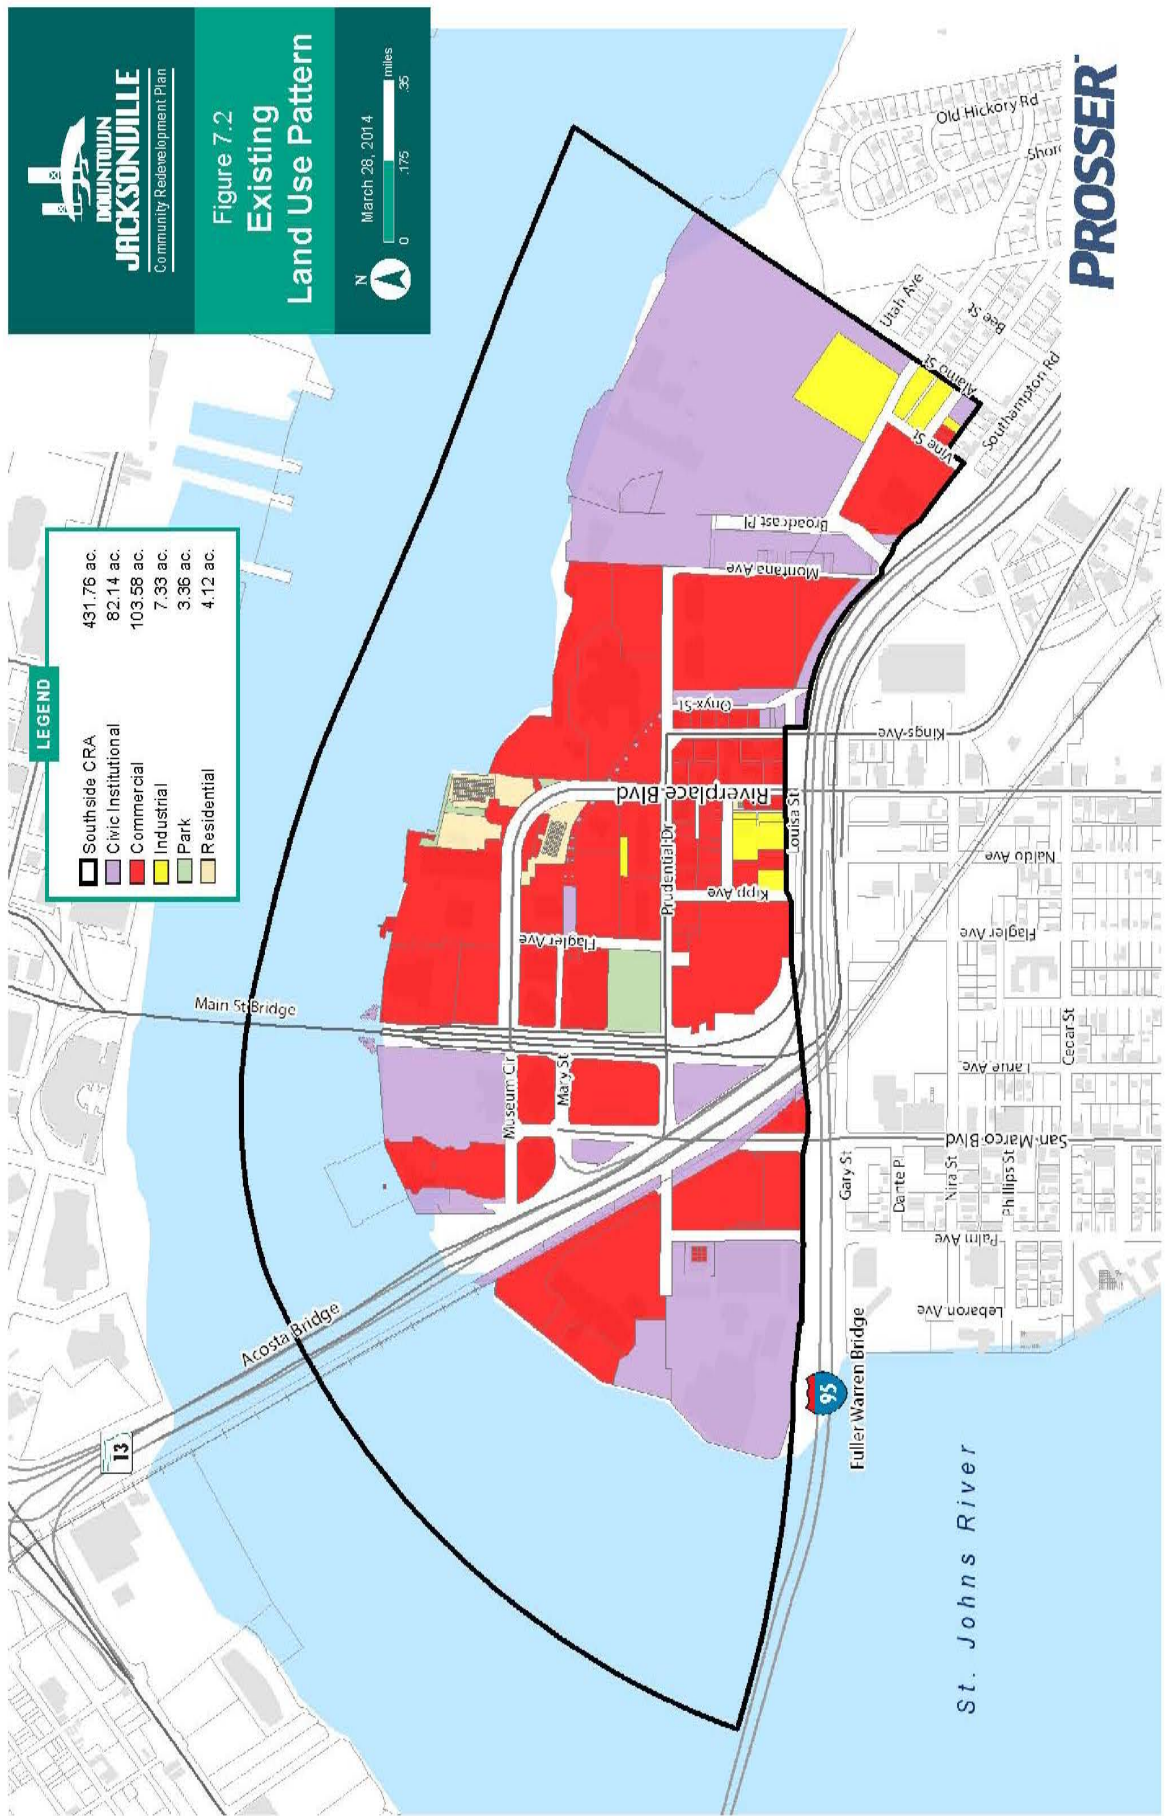 DOWNTOWN
JACKSONVILLE
Community Redevelopment Plan
Figure 7.2
Existing
Land Use Pattern
March 28, 2014
N
0 .175 .35 miles
LEGEND
Southside CRA 431.76 ac.
Civic Institutional 82.14 ac.
Commercial 103.58 ac.
Industrial 7.33 ac.
Park 3.36 ac.
Residential 4.12 ac.
13
Acosta Bridge
Main St Bridge
Museum Cir
Mary St
Flagler Ave
Prudential Dr
Riverplace Blvd
Kipp Ave
Louisa St
Onyx St
Montana Ave
Broadcast Pl
Vine St
Alamo St
Utah Ave
Bee St
Southampton Rd
Old Hickory Rd
Shore
Kings Ave
Naldo Ave
Flagler Ave
Cedar St
Larue Ave
San Marco Blvd
Gary St
Dante Pl
Nira St
Phillips St
Palm Ave
Lebaron Ave
95
Fuller Warren Bridge
St. Johns River
PROSSER